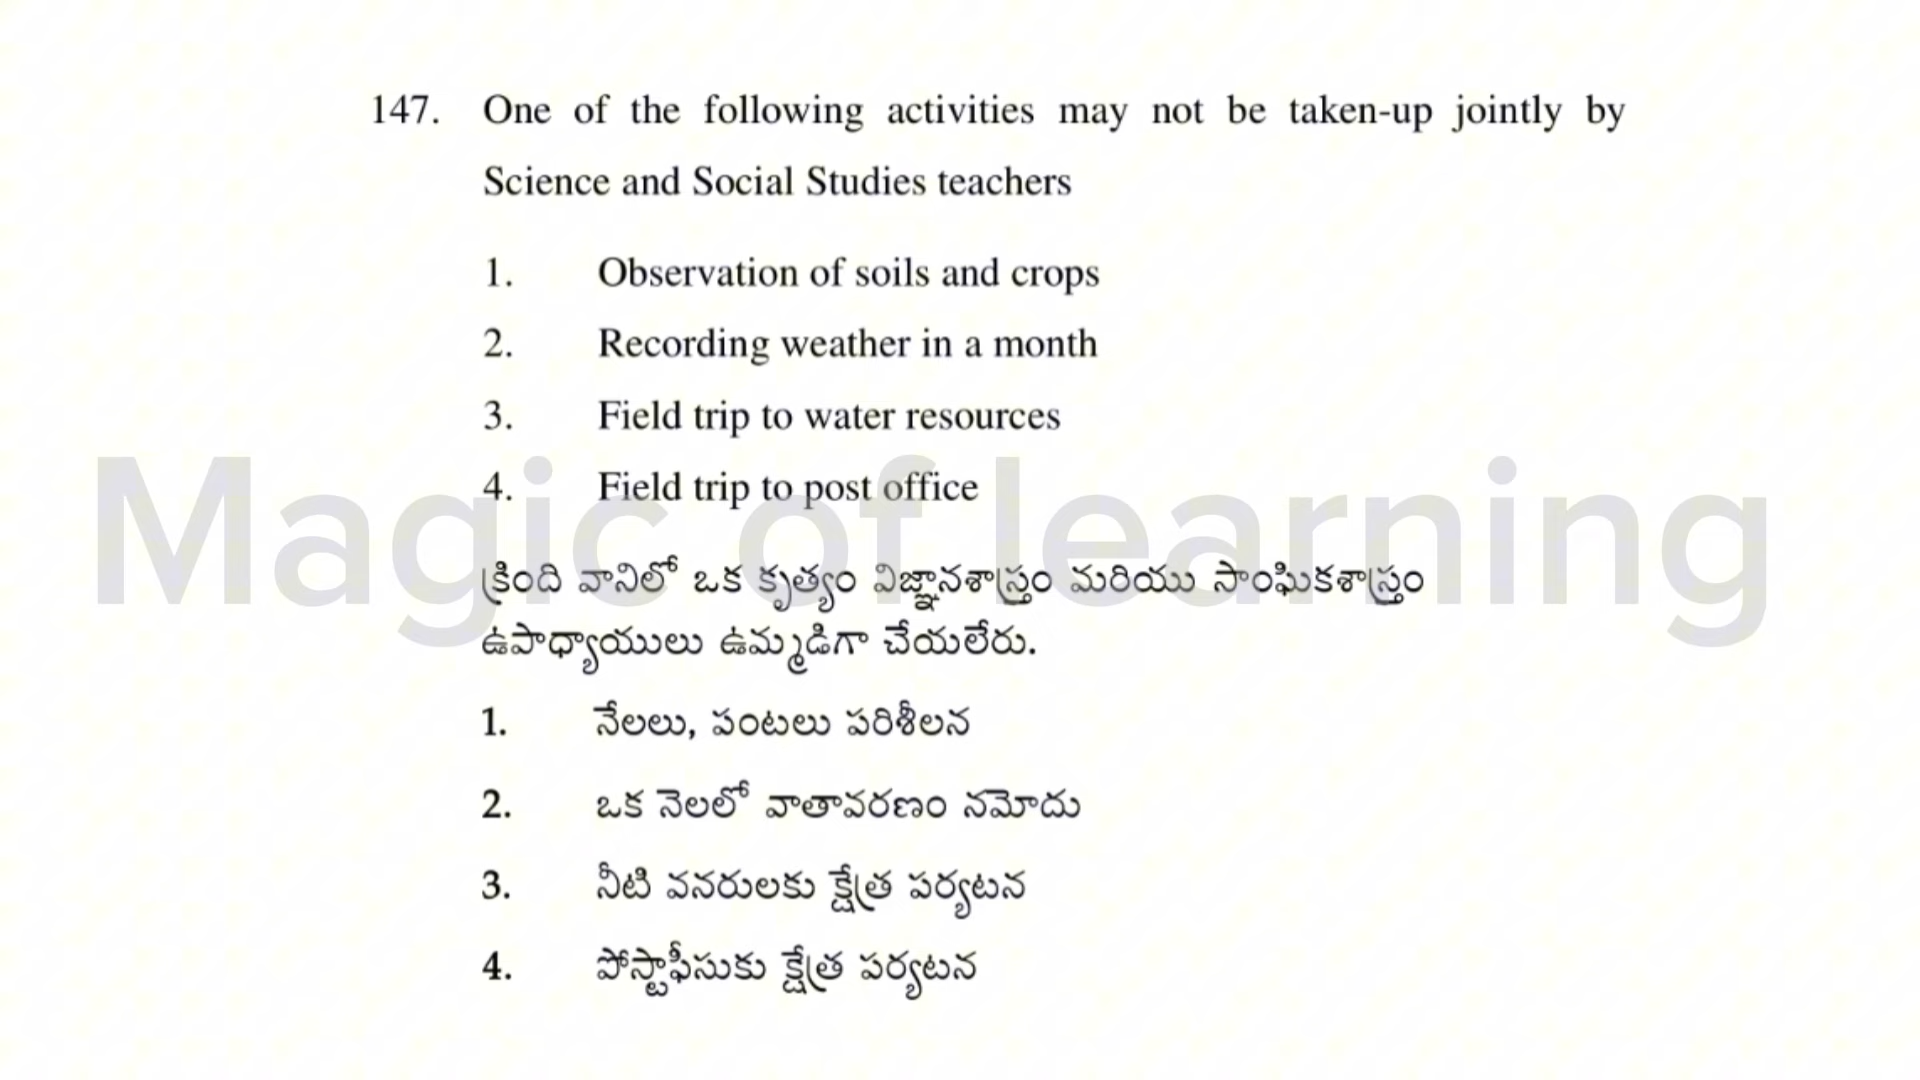 147. One of the following activities may not be taken-up jointly by
Science and Social Studies teachers
1. Observation of soils and crops
2. Recording weather in a month
3. Field trip to water resources
4. Field trip to post office
Magic of learning
క్రింది వానిలో ఒక కృత్యం విజ్ఞానశాస్త్రం మరియు సాంఘికశాస్త్రం
ఉపాధ్యాయులు ఉమ్మడిగా చేయలేరు.
1. నేలలు, పంటలు పరిశీలన
2. ఒక నెలలో వాతావరణం నమోదు
3. నీటి వనరులకు క్షేత్ర పర్యటన
4. పోస్టాఫీసుకు క్షేత్ర పర్యటన